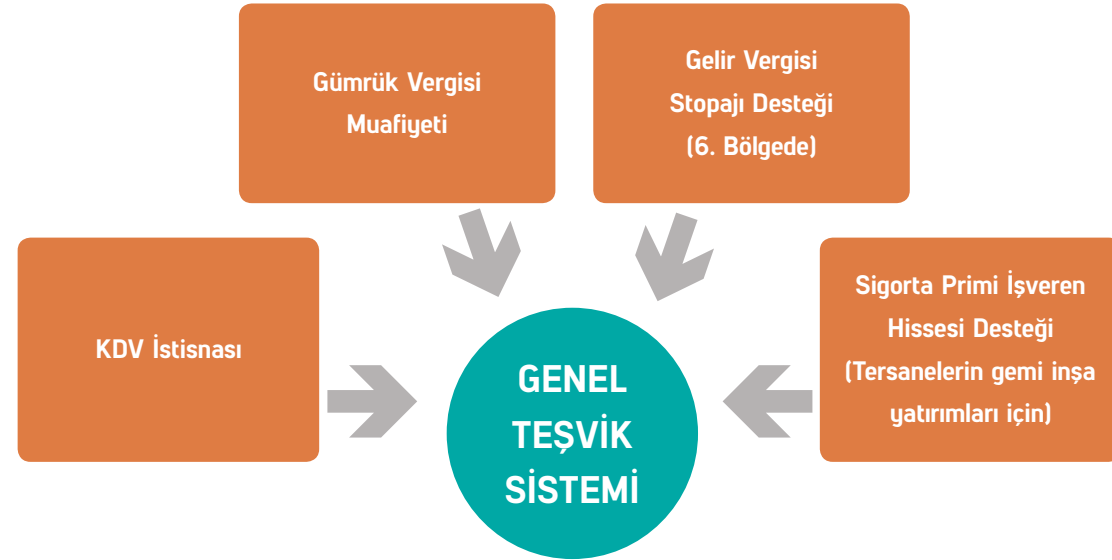 Gümrük Vergisi
Muafiyeti
Gelir Vergisi
Stopajı Desteği
(6. Bölgede)
KDV İstisnası
Sigorta Primi İşveren
Hissesi Desteği
(Tersanelerin gemi inşa
yatırımları için)
GENEL
TEŞVİK
SİSTEMİ